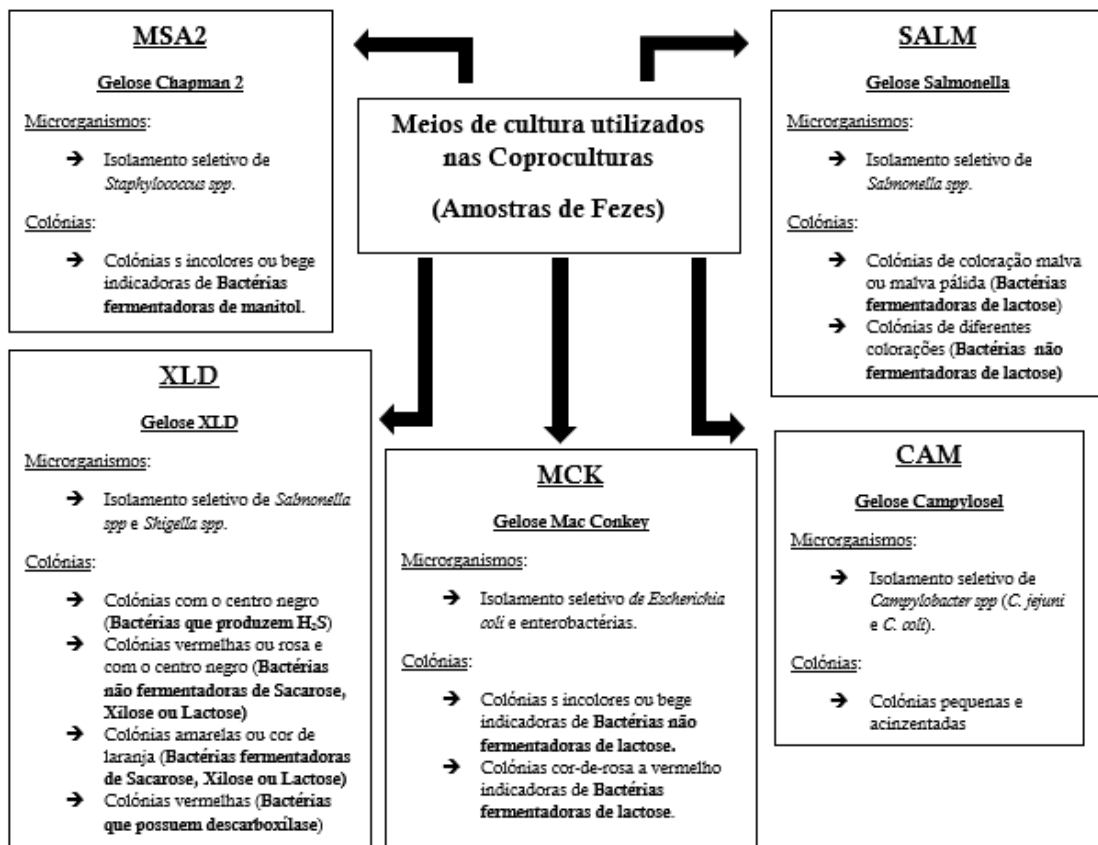 MSA2
Gelose Chapman 2
Microrganismos:
➔ Isolamento seletivo de
Staphylococcus spp.
Colónias:
➔ Colónias s incolores ou bege
indicadoras de Bactérias
fermentadoras de manitol.
Meios de cultura utilizados
nas Coproculturas
(Amostras de Fezes)
SALM
Gelose Salmonella
Microrganismos:
➔ Isolamento seletivo de
Salmonella spp.
Colónias:
➔ Colónias de coloração malva
ou malva pálida (Bactérias
fermentadoras de lactose)
➔ Colónias de diferentes
colorações (Bactérias não
fermentadoras de lactose)
XLD
Gelose XLD
Microrganismos:
➔ Isolamento seletivo de Salmonella
spp e Shigella spp.
Colónias:
➔ Colónias com o centro negro
(Bactérias que produzem H₂S)
➔ Colónias vermelhas ou rosa e
com o centro negro (Bactérias
não fermentadoras de Sacarose,
Xilose ou Lactose)
➔ Colónias amarelas ou cor de
laranja (Bactérias fermentadoras
de Sacarose, Xilose ou Lactose)
➔ Colónias vermelhas (Bactérias
que possuem descarboxílase)
MCK
Gelose Mac Conkey
Microrganismos:
➔ Isolamento seletivo de Escherichia
coli e enterobactérias.
Colónias:
➔ Colónias s incolores ou bege
indicadoras de Bactérias não
fermentadoras de lactose.
➔ Colónias cor-de-rosa a vermelho
indicadoras de Bactérias
fermentadoras de lactose.
CAM
Gelose Campylosel
Microrganismos:
➔ Isolamento seletivo de
Campylobacter spp (C. jejuni
e C. coli).
Colónias:
➔ Colónias pequenas e
acinzentadas